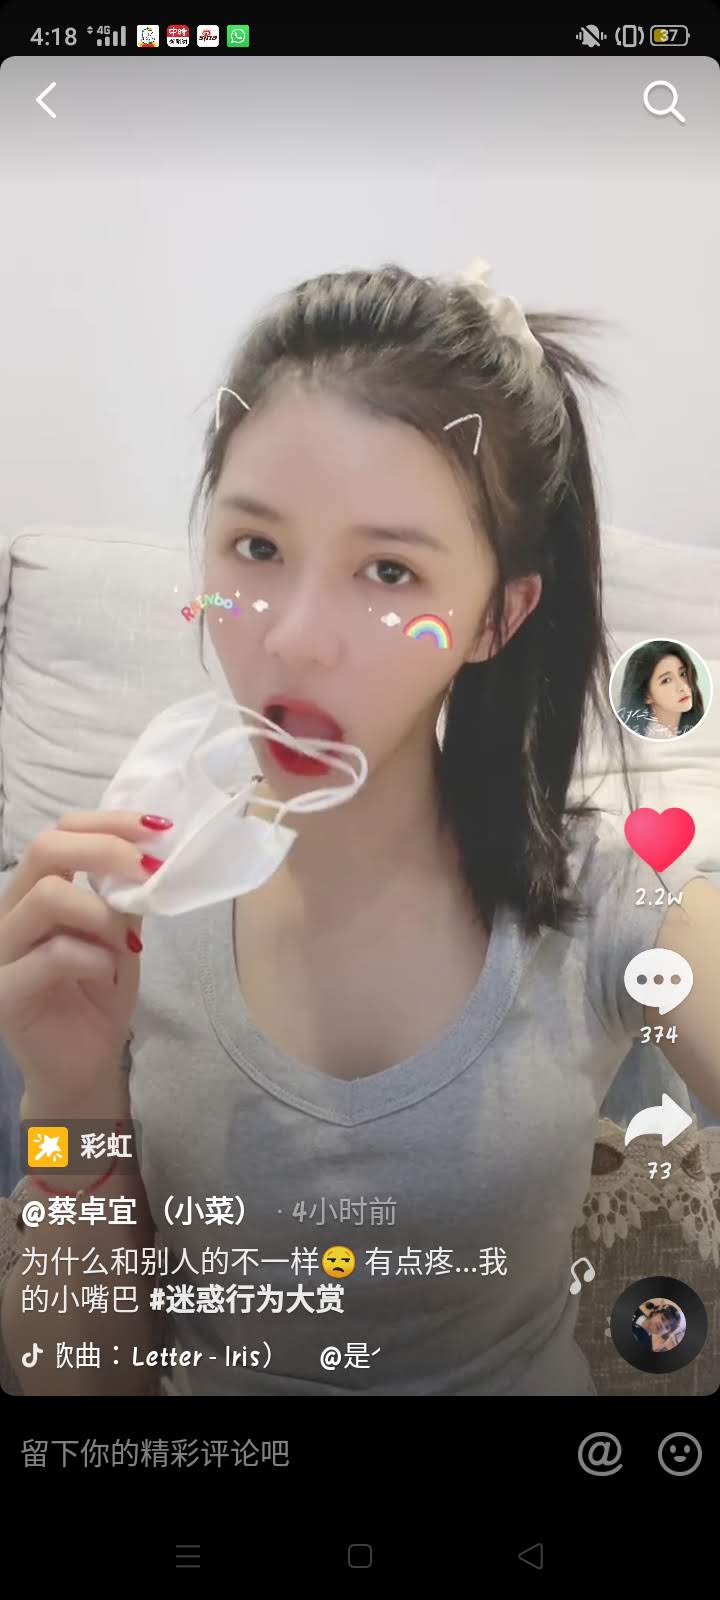 4:18
4G
37
RAINboW
2.2w
374
73
彩虹
@蔡卓宜 （小菜） · 4小时前
为什么和别人的不一样😒 有点疼...我
的小嘴巴 #迷惑行为大赏
歌曲：Letter - Iris） @是
留下你的精彩评论吧